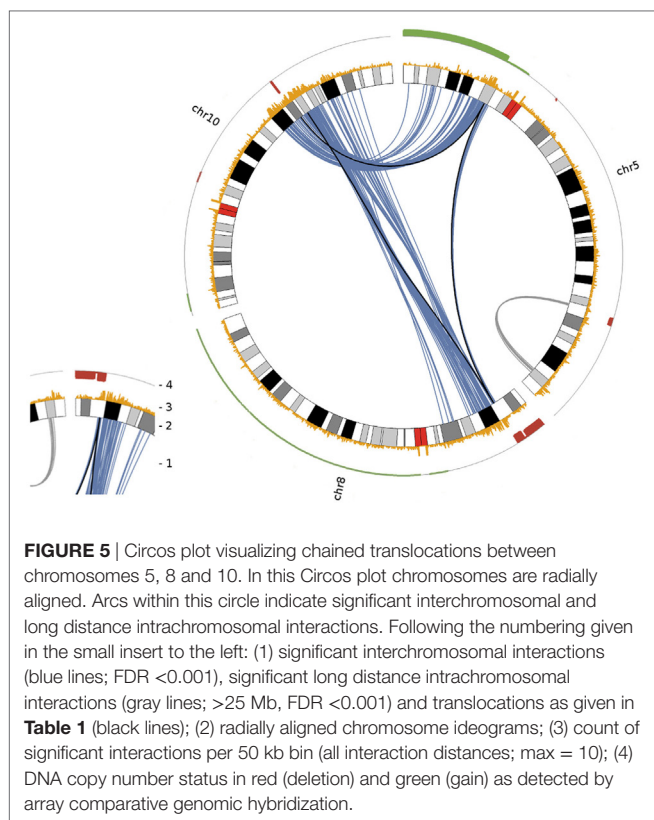 chr10
chr5
chr8
- 4
- 3
- 2
- 1
FIGURE 5 | Circos plot visualizing chained translocations between
chromosomes 5, 8 and 10. In this Circos plot chromosomes are radially
aligned. Arcs within this circle indicate significant interchromosomal and
long distance intrachromosomal interactions. Following the numbering given
in the small insert to the left: (1) significant interchromosomal interactions
(blue lines; FDR <0.001), significant long distance intrachromosomal
interactions (gray lines; >25 Mb, FDR <0.001) and translocations as given in
Table 1 (black lines); (2) radially aligned chromosome ideograms; (3) count of
significant interactions per 50 kb bin (all interaction distances; max = 10); (4)
DNA copy number status in red (deletion) and green (gain) as detected by
array comparative genomic hybridization.